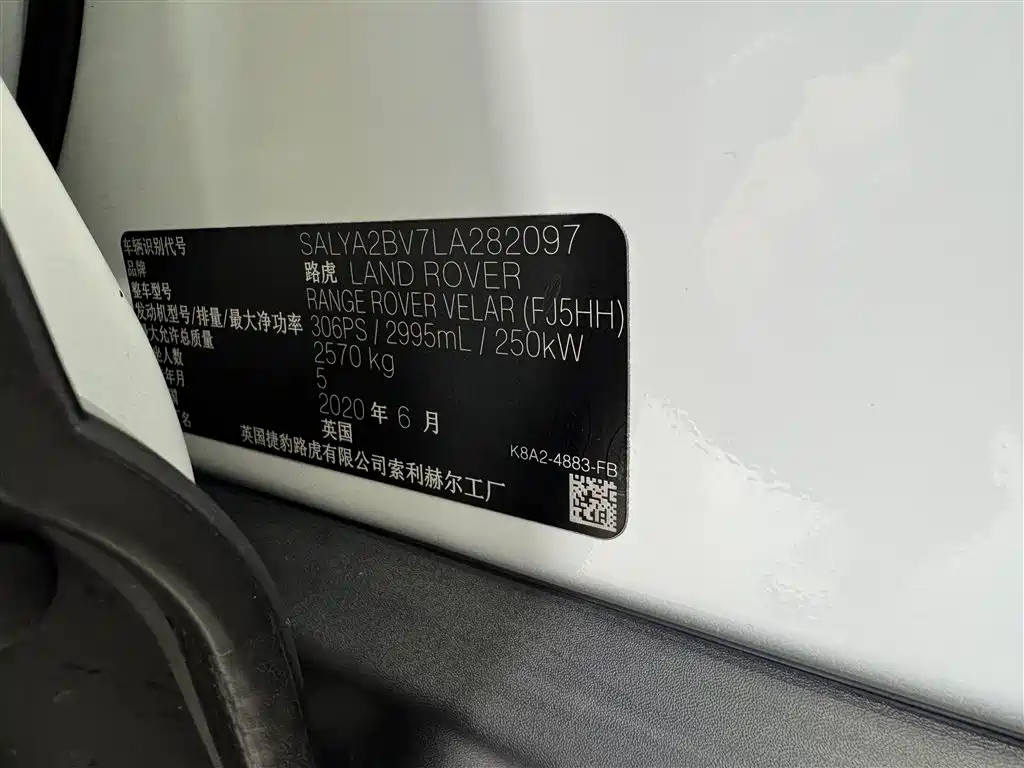 车辆识别代号 SALYA2BV7LA282097
品牌 路虎 LAND ROVER
整车型号 RANGE ROVER VELAR (FJ5HH)
发动机型号/排量/最大净功率 306PS / 2995mL / 250kW
大允许总质量 2570 kg
人数 5
年月 2020 年 6 月
国 英国
名 英国捷豹路虎有限公司索利赫尔工厂
K8A2-4883-FB